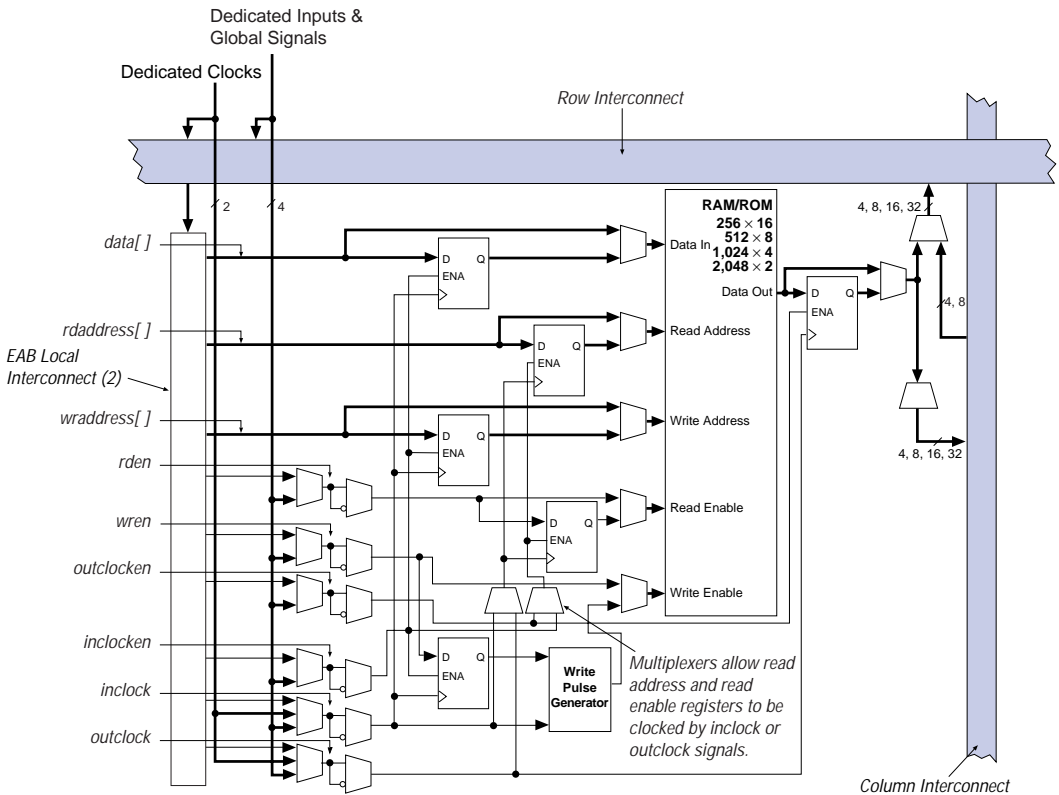 Dedicated Inputs &
Global Signals
Dedicated Clocks
Row Interconnect
2
4
4, 8, 16, 32
RAM/ROM
256 × 16
512 × 8
1,024 × 4
2,048 × 2
data[ ]
D Q
ENA
Data In
Data Out
D Q
ENA
4, 8
rdaddress[ ]
D Q
ENA
Read Address
EAB Local
Interconnect (2)
wraddress[ ]
D Q
ENA
Write Address
4, 8, 16, 32
rden
Read Enable
D Q
ENA
wren
outclocken
Write Enable
inclocken
D Q
ENA
Write
Pulse
Generator
Multiplexers allow read
address and read
enable registers to be
clocked by inclock or
outclock signals.
inclock
outclock
Column Interconnect